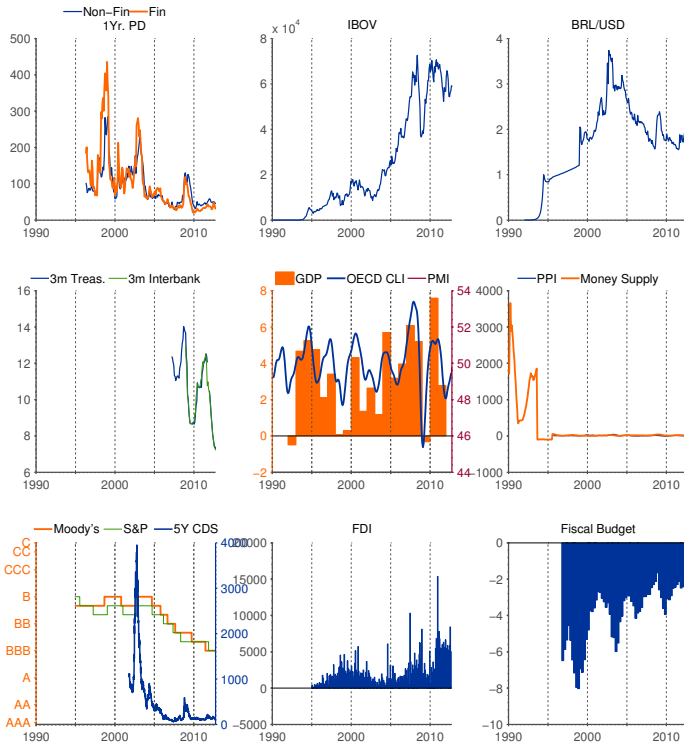 Non−Fin Fin
1Yr. PD
500
400
300
200
100
0
1990 2000 2010
x 10^4
IBOV
8
6
4
2
0
1990 2000 2010
BRL/USD
4
3
2
1
0
1990 2000 2010
3m Treas. 3m Interbank
16
14
12
10
8
6
1990 2000 2010
GDP OECD CLI PMI
8
6
4
2
0
−2
54
52
50
48
46
44
1990 2000 2010
PPI Money Supply
4000
3000
2000
1000
0
−1000
1990 2000 2010
Moody's S&P 5Y CDS
C
CC
CCC
B
BB
BBB
A
AA
AAA
4000
3000
2000
1000
0
1990 2000 2010
FDI
15000
10000
5000
0
−5000
1990 2000 2010
Fiscal Budget
0
−2
−4
−6
−8
−10
1990 2000 2010